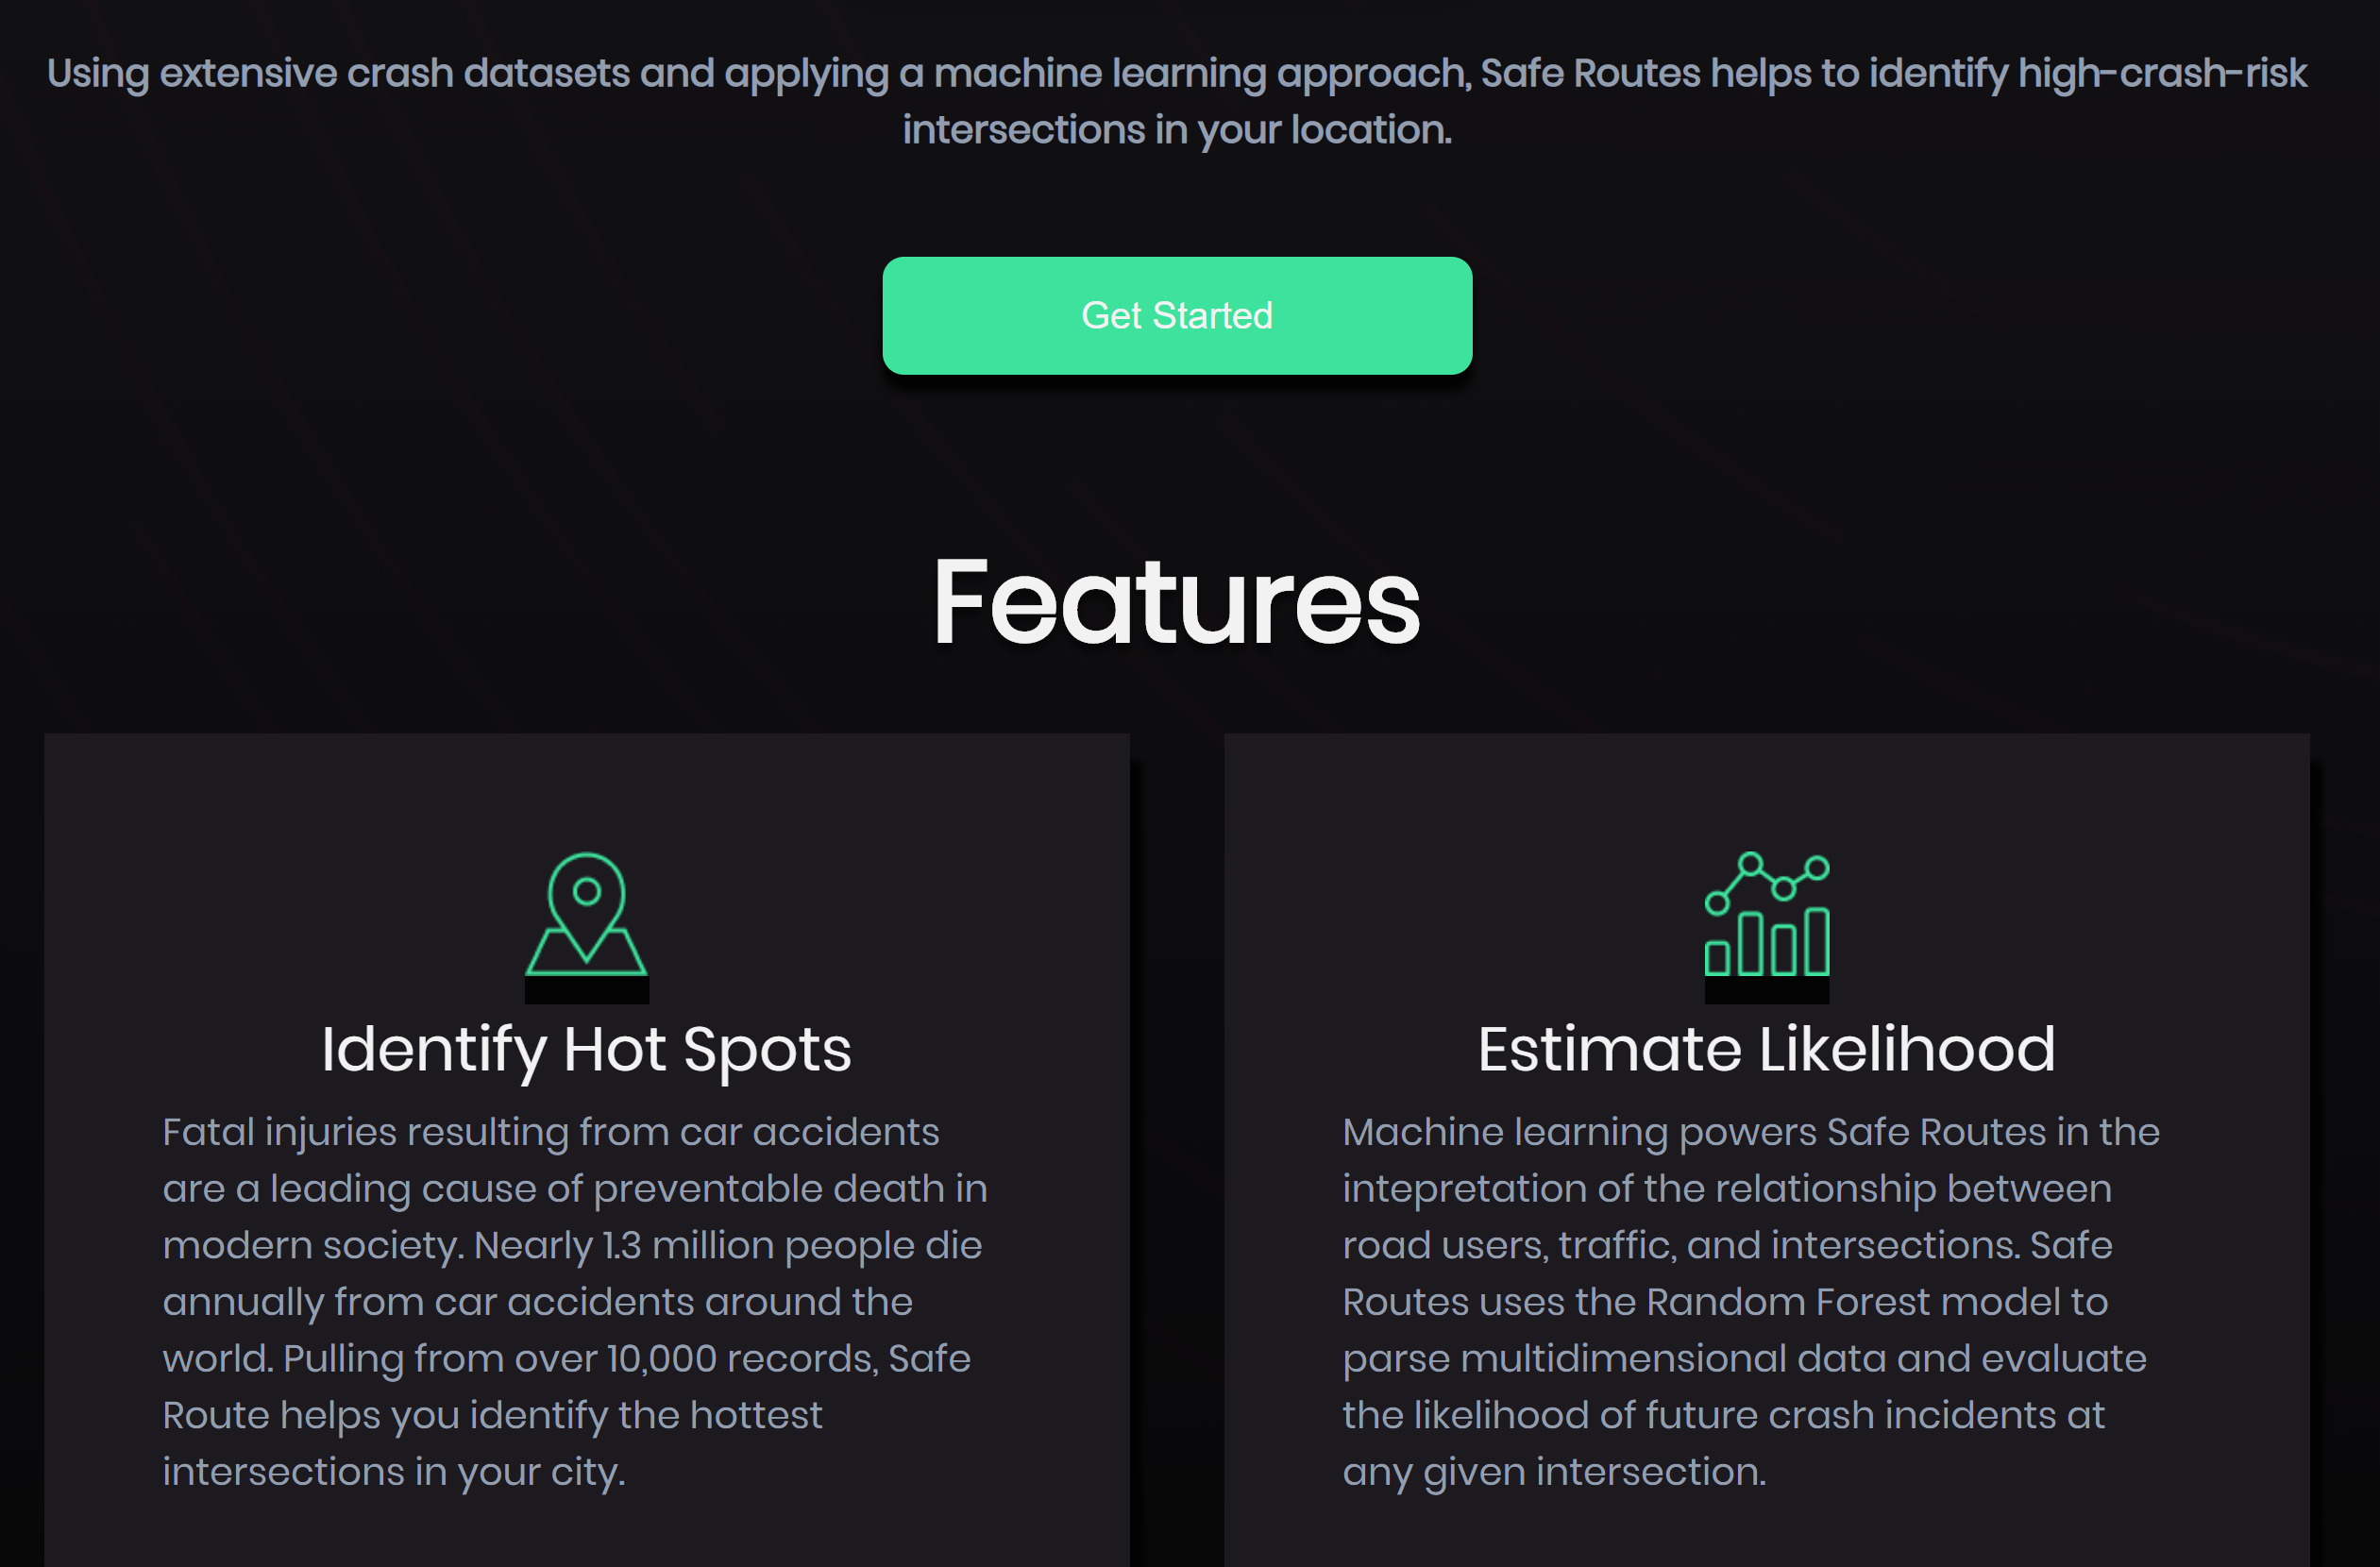 Using extensive crash datasets and applying a machine learning approach, Safe Routes helps to identify high-crash-risk
intersections in your location.
Get Started
Features
Identify Hot Spots
Fatal injuries resulting from car accidents
are a leading cause of preventable death in
modern society. Nearly 1.3 million people die
annually from car accidents around the
world. Pulling from over 10,000 records, Safe
Route helps you identify the hottest
intersections in your city.
Estimate Likelihood
Machine learning powers Safe Routes in the
intepretation of the relationship between
road users, traffic, and intersections. Safe
Routes uses the Random Forest model to
parse multidimensional data and evaluate
the likelihood of future crash incidents at
any given intersection.